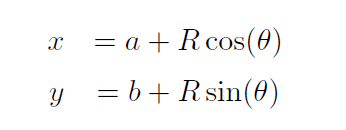 x = a + R cos(θ)
y = b + R sin(θ)